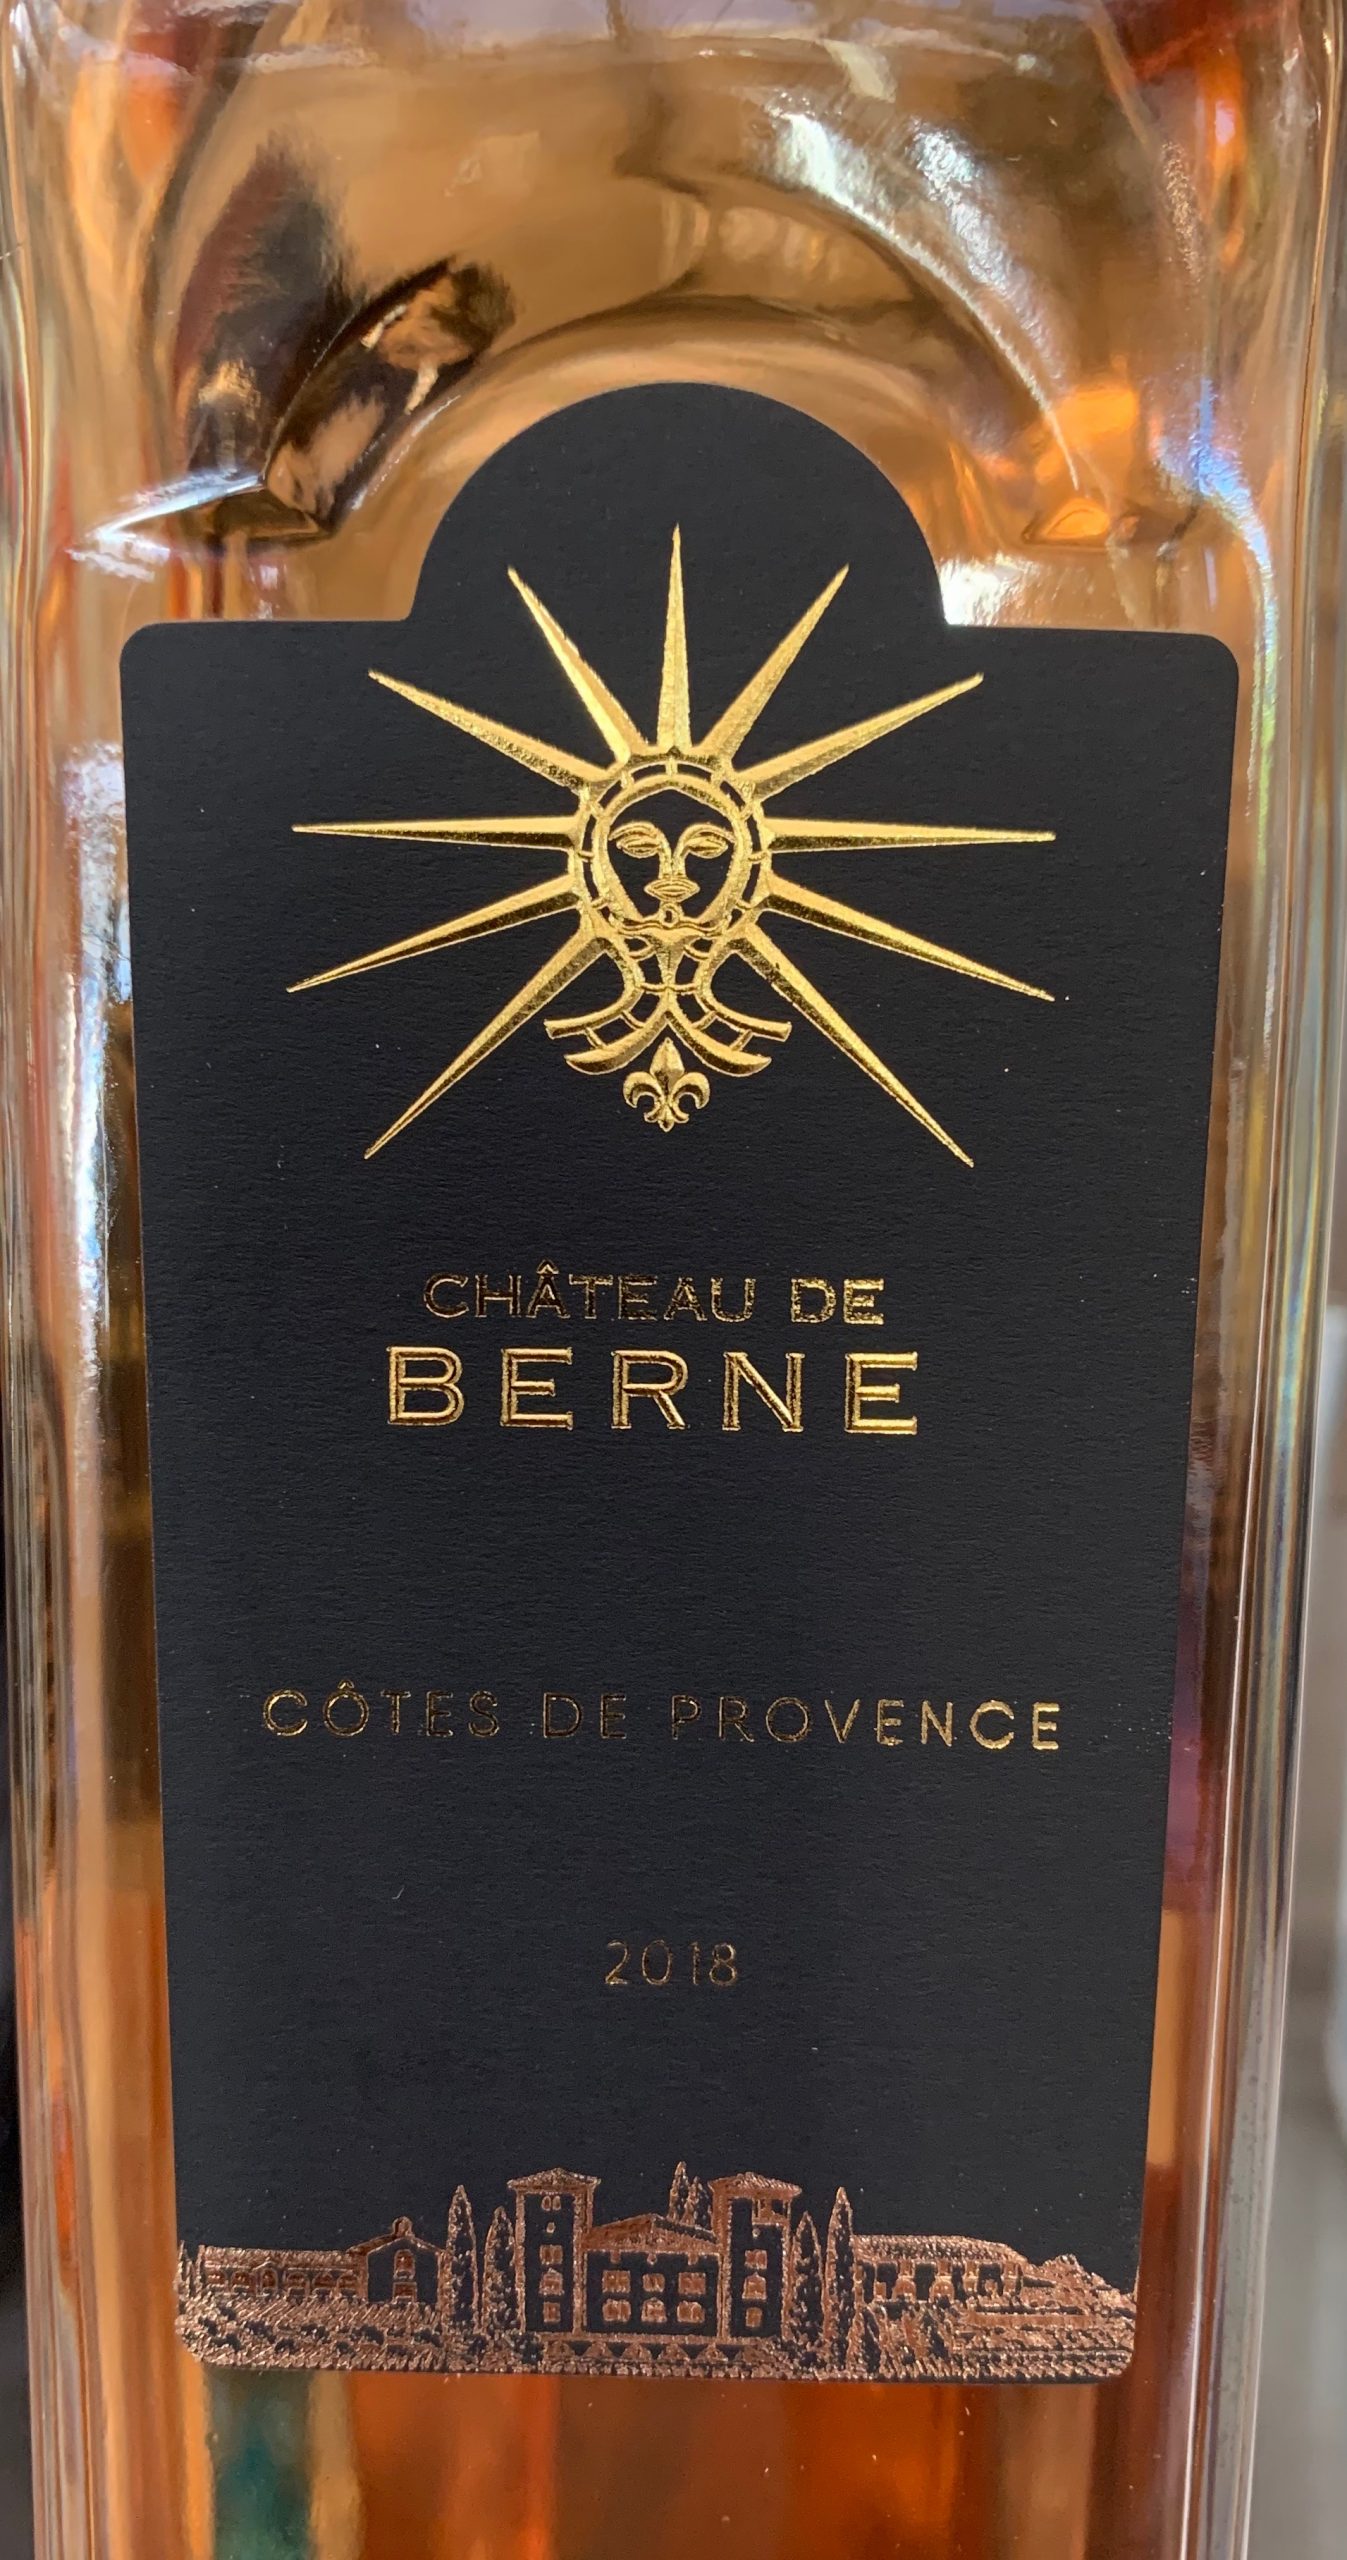 CHÂTEAU DE
BERNE
CÔTES DE PROVENCE
2018